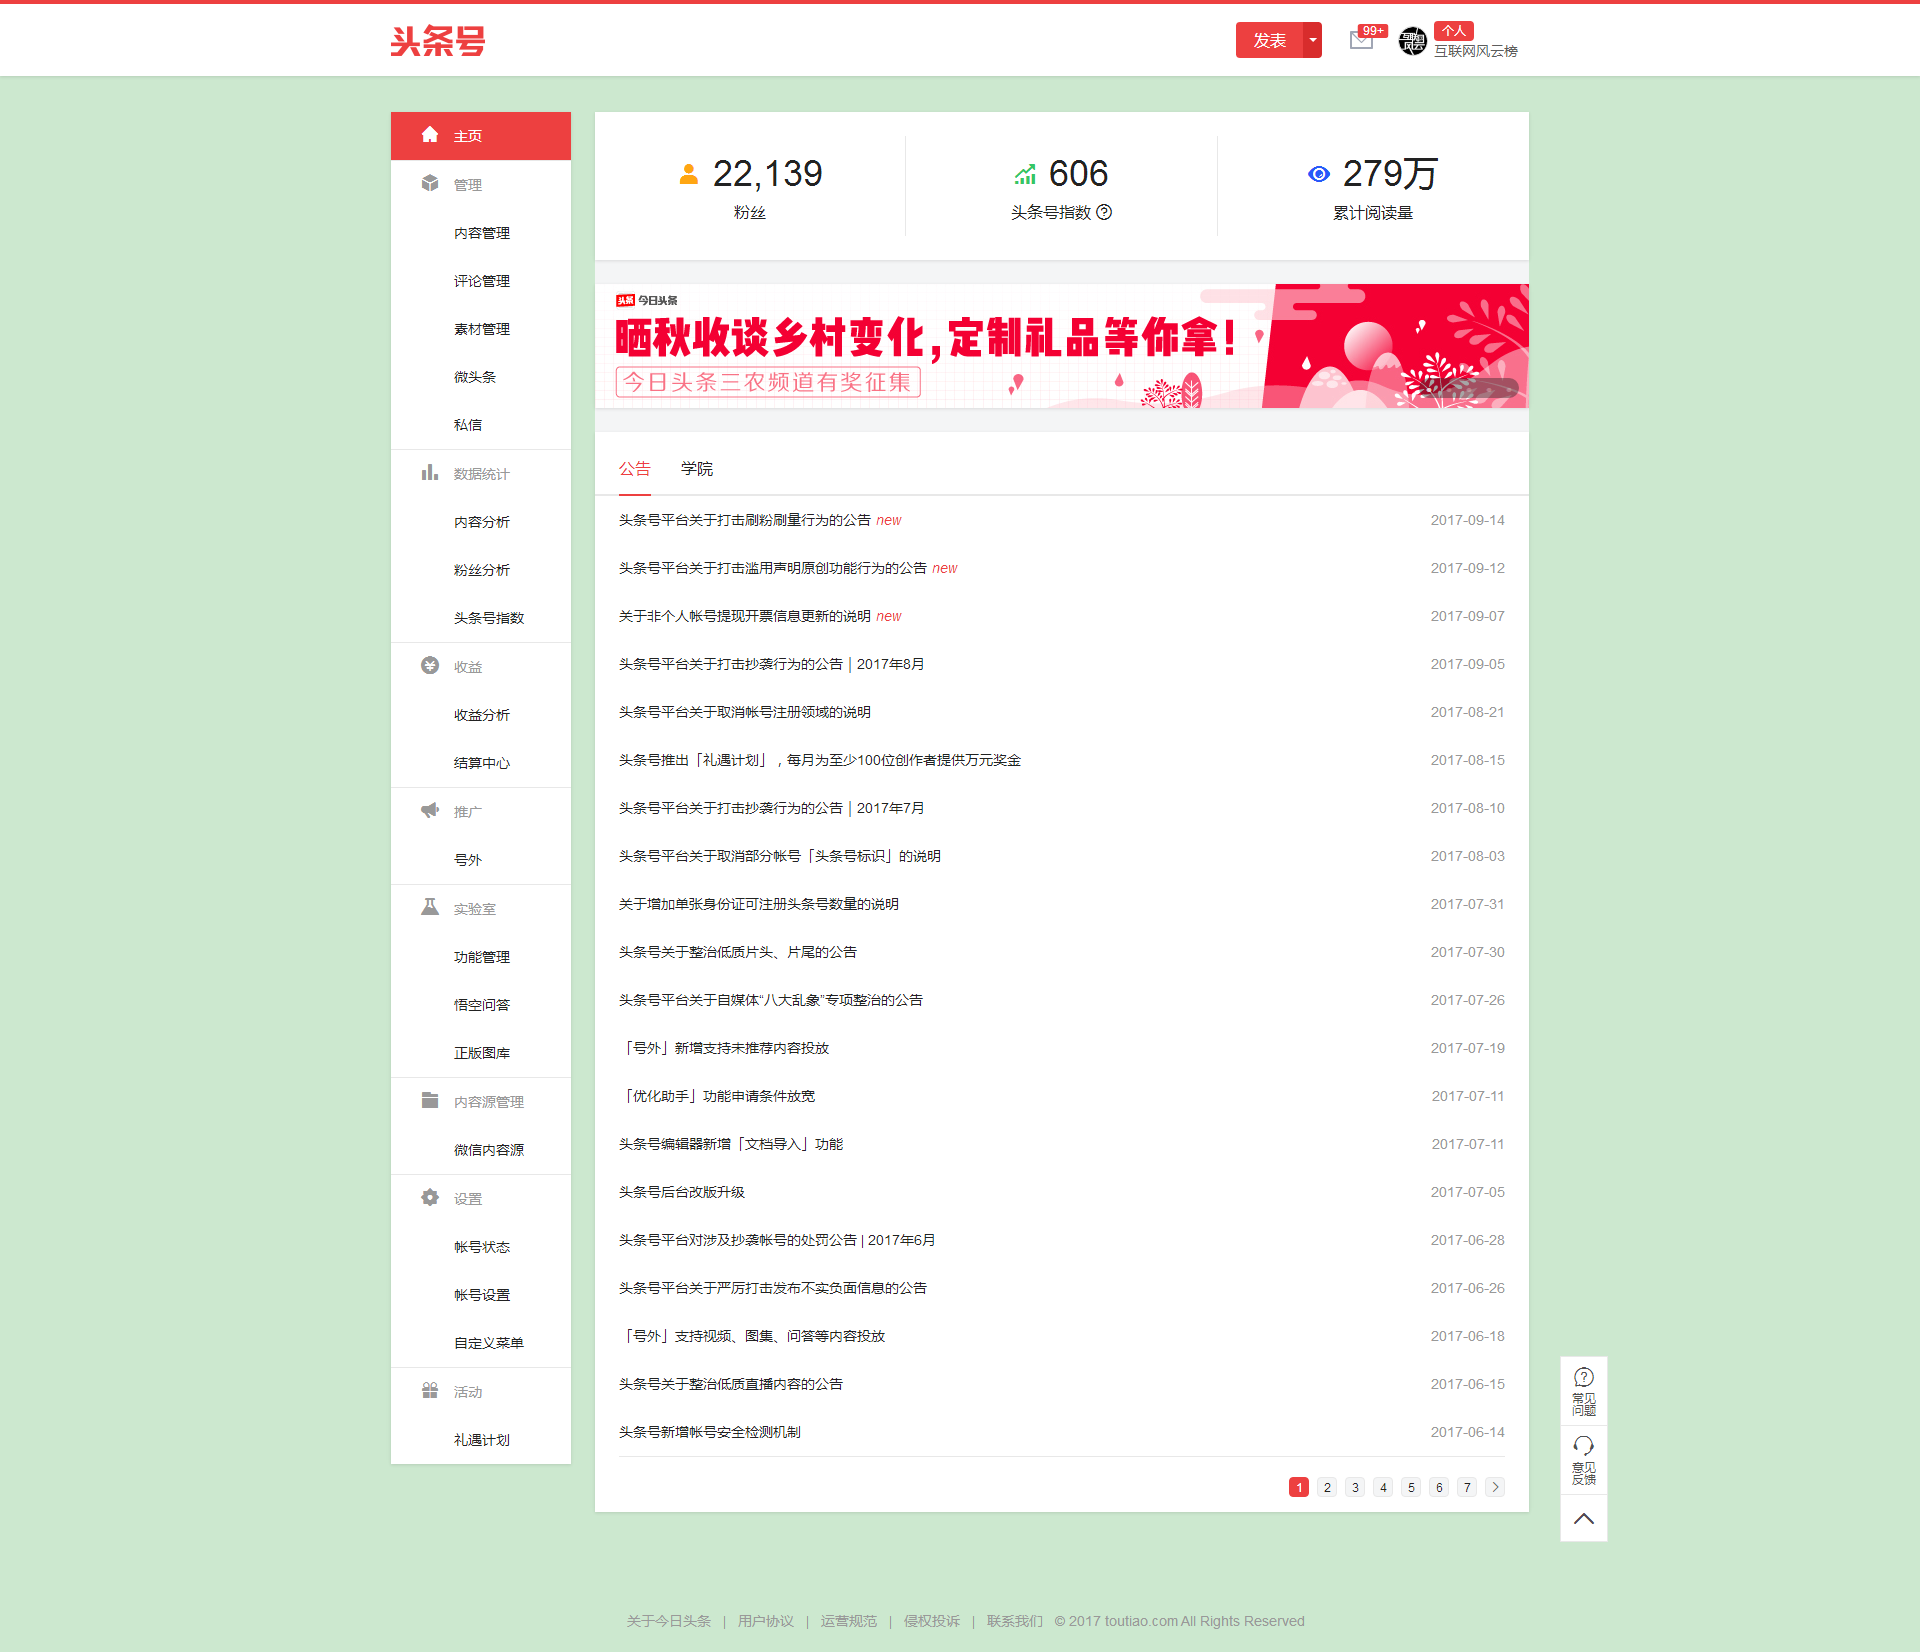 头条号
发表
99+
个人
互联网风云榜
主页
管理
内容管理
评论管理
素材管理
微头条
私信
数据统计
内容分析
粉丝分析
头条号指数
收益
收益分析
结算中心
推广
号外
实验室
功能管理
悟空问答
正版图库
内容源管理
微信内容源
设置
帐号状态
帐号设置
自定义菜单
活动
礼遇计划
22,139
粉丝
606
头条号指数
279万
累计阅读量
头条 今日头条
晒秋收谈乡村变化,定制礼品等你拿!
今日头条三农频道有奖征集
公告 学院
头条号平台关于打击刷粉刷量行为的公告 new 2017-09-14
头条号平台关于打击滥用声明原创功能行为的公告 new 2017-09-12
关于非个人帐号提现开票信息更新的说明 new 2017-09-07
头条号平台关于打击抄袭行为的公告 | 2017年8月 2017-09-05
头条号平台关于取消帐号注册领域的说明 2017-08-21
头条号推出「礼遇计划」，每月为至少100位创作者提供万元奖金 2017-08-15
头条号平台关于打击抄袭行为的公告 | 2017年7月 2017-08-10
头条号平台关于取消部分帐号「头条号标识」的说明 2017-08-03
关于增加单张身份证可注册头条号数量的说明 2017-07-31
头条号关于整治低质片头、片尾的公告 2017-07-30
头条号平台关于自媒体“八大乱象”专项整治的公告 2017-07-26
「号外」新增支持未推荐内容投放 2017-07-19
「优化助手」功能申请条件放宽 2017-07-11
头条号编辑器新增「文档导入」功能 2017-07-11
头条号后台改版升级 2017-07-05
头条号平台对涉及抄袭帐号的处罚公告 | 2017年6月 2017-06-28
头条号平台关于严厉打击发布不实负面信息的公告 2017-06-26
「号外」支持视频、图集、问答等内容投放 2017-06-18
头条号关于整治低质直播内容的公告 2017-06-15
头条号新增帐号安全检测机制 2017-06-14
1 2 3 4 5 6 7
常见
问题
意见
反馈
关于今日头条 | 用户协议 | 运营规范 | 侵权投诉 | 联系我们 © 2017 toutiao.com All Rights Reserved